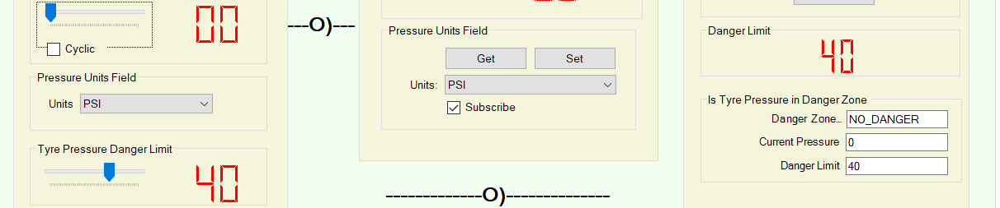 00
Cyclic
Pressure Units Field
Units PSI
Tyre Pressure Danger Limit
40
---O)---
Pressure Units Field
Get Set
Units: PSI
Subscribe
-------------O)--------------
Danger Limit
40
Is Tyre Pressure in Danger Zone
Danger Zone... NO_DANGER
Current Pressure 0
Danger Limit 40